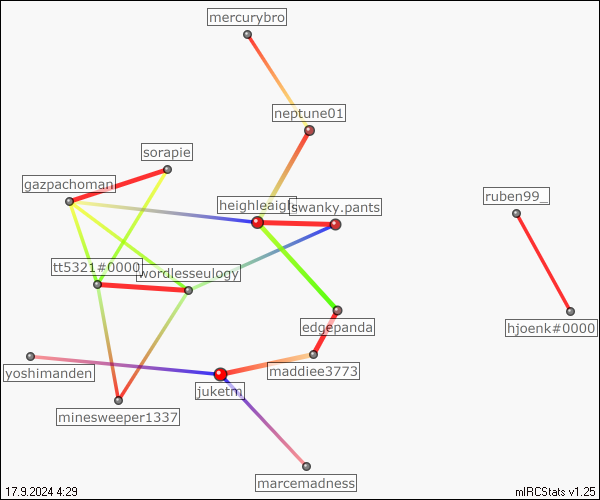 mercurybro
neptune01
sorapie
gazpachoman
ruben99_
heighleaigh
swanky.pants
tt5321#0000
wordlesseulogy
edgepanda
hjoenk#0000
yoshimanden
maddiee3773
juketm
minesweeper1337
marcemadness
17.9.2024 4:29
mIRCStats v1.25